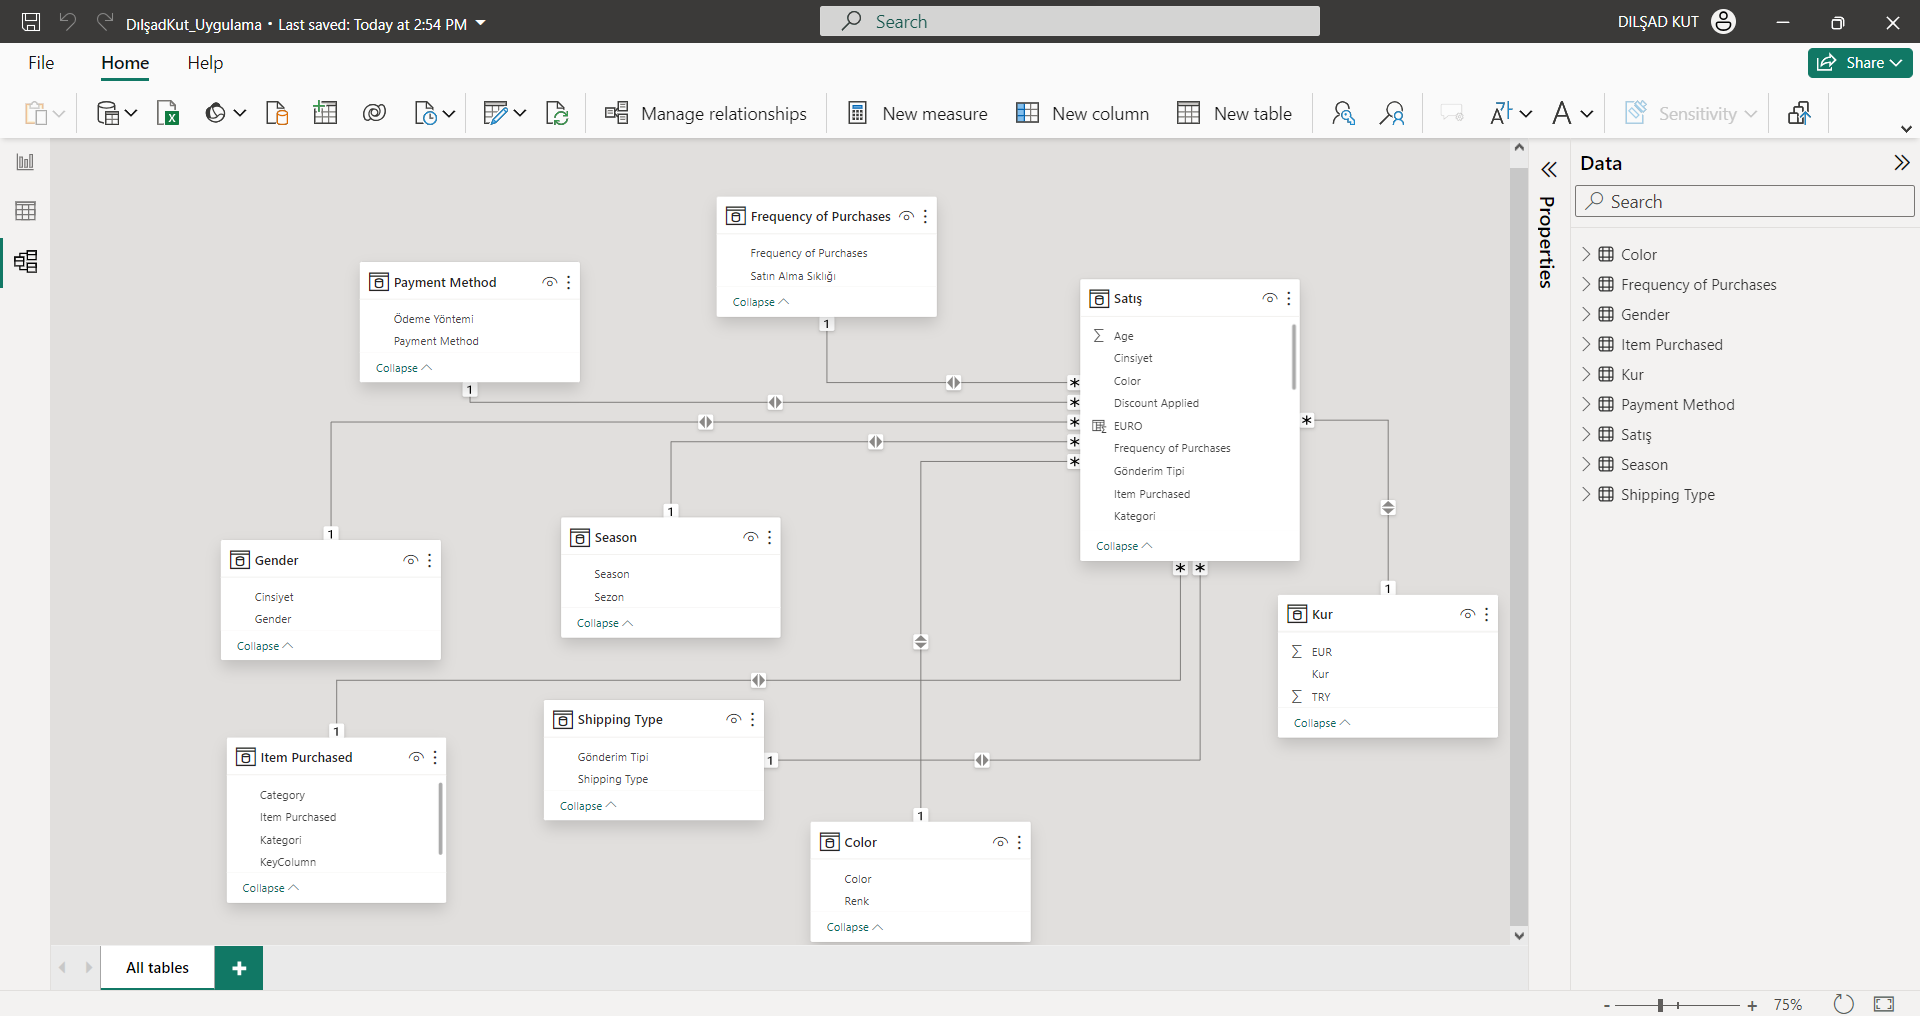 DılşadKut_Uygulama • Last saved: Today at 2:54 PM
Search
DILŞAD KUT
File
Home
Help
Share
Manage relationships
New measure
New column
New table
Sensitivity
Frequency of Purchases
Frequency of Purchases
Satın Alma Sıklığı
Collapse
1
Payment Method
Ödeme Yöntemi
Payment Method
Collapse
1
Satış
Age
Cinsiyet
Color
Discount Applied
EURO
Frequency of Purchases
Gönderim Tipi
Item Purchased
Kategori
Collapse
*
*
*
*
*
*
*
*
1
Gender
Cinsiyet
Gender
Collapse
1
Season
Season
Sezon
Collapse
1
Kur
EUR
Kur
TRY
Collapse
1
Item Purchased
Category
Item Purchased
Kategori
KeyColumn
Collapse
Shipping Type
Gönderim Tipi
Shipping Type
Collapse
1
1
Color
Color
Renk
Collapse
All tables
+
Properties
Data
Search
Color
Frequency of Purchases
Gender
Item Purchased
Kur
Payment Method
Satış
Season
Shipping Type
- + 75%